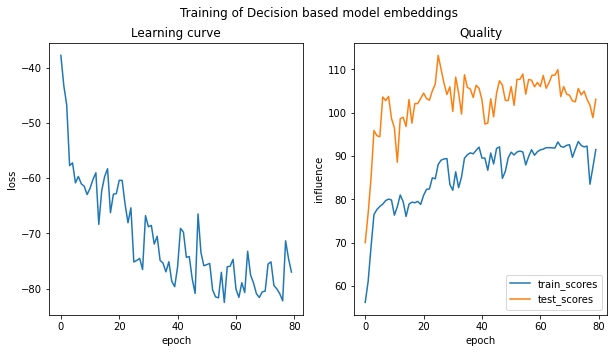 Training of Decision based model embeddings
Learning curve
−40
−50
−60
−70
−80
loss
0 20 40 60 80
epoch
Quality
110
100
90
80
70
60
influence
train_scores
test_scores
0 20 40 60 80
epoch